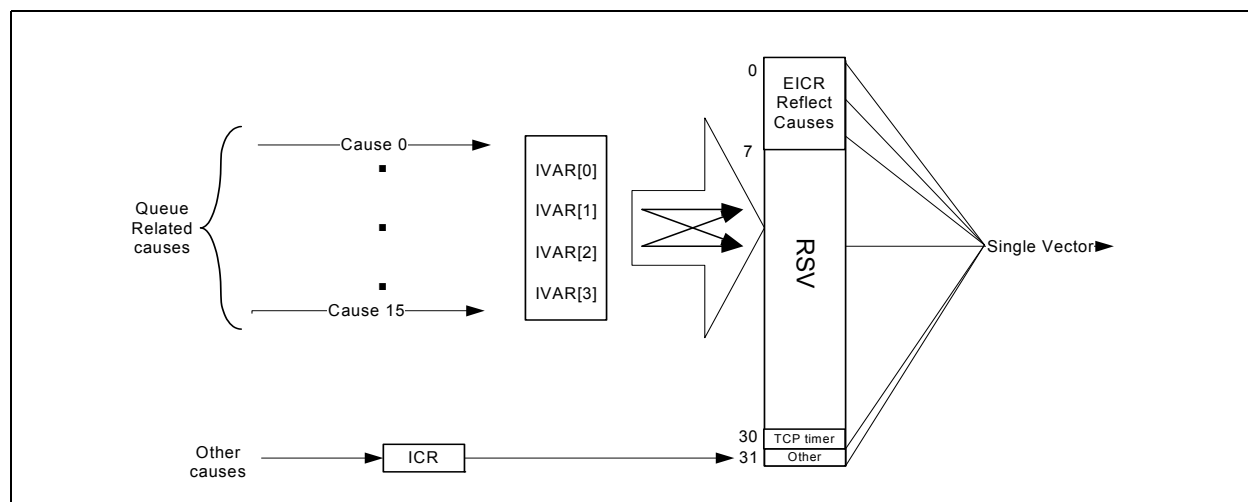 Queue
Related
causes
Cause 0
Cause 15
IVAR[0]
IVAR[1]
IVAR[2]
IVAR[3]
0
EICR
Reflect
Causes
7
RSV
30
TCP timer
31
Other
Single Vector
Other
causes
ICR